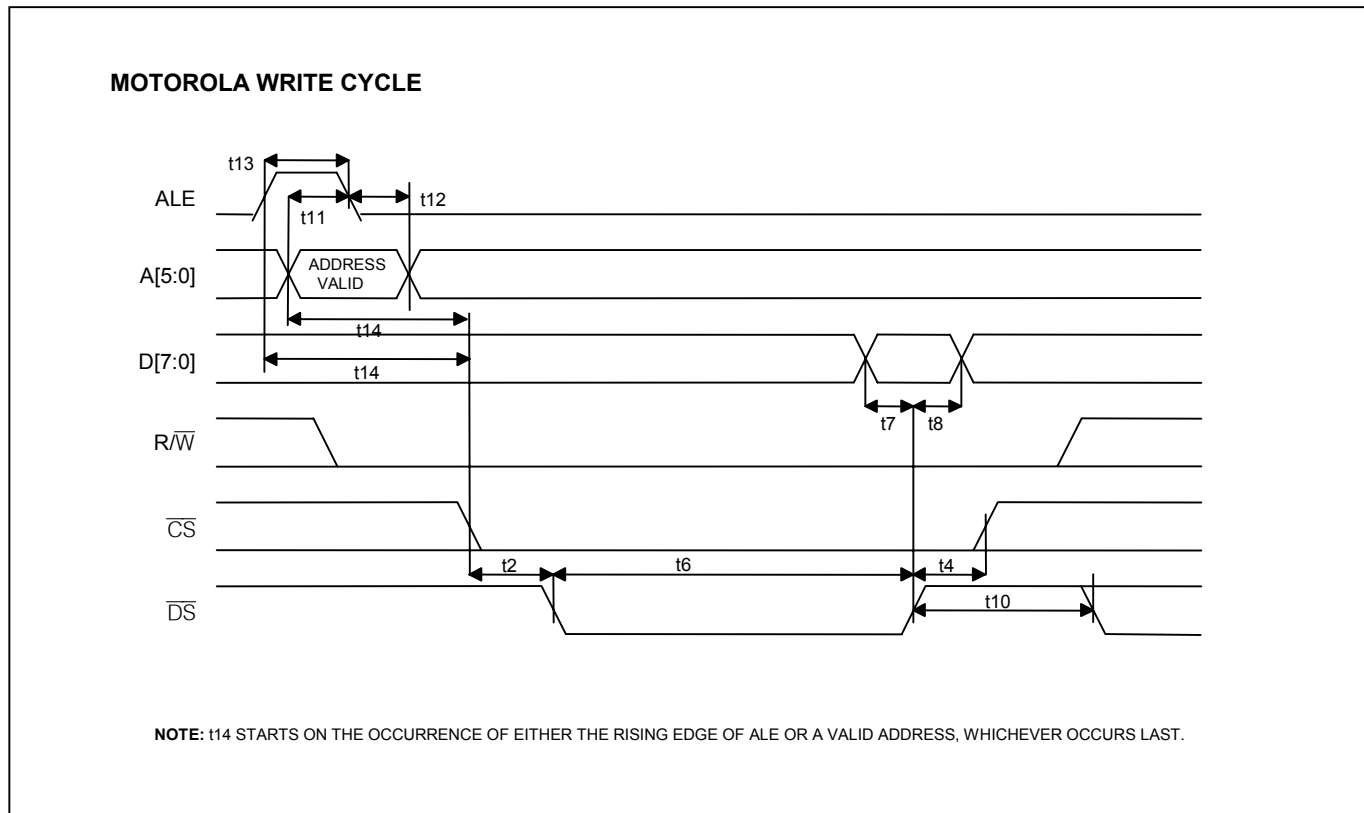 MOTOROLA WRITE CYCLE
t13
ALE
t11
t12
A[5:0]
ADDRESS
VALID
t14
D[7:0]
t14
t7
t8
R/W̅
C̅S̅
t2
t6
t4
D̅S̅
t10
NOTE: t14 STARTS ON THE OCCURRENCE OF EITHER THE RISING EDGE OF ALE OR A VALID ADDRESS, WHICHEVER OCCURS LAST.